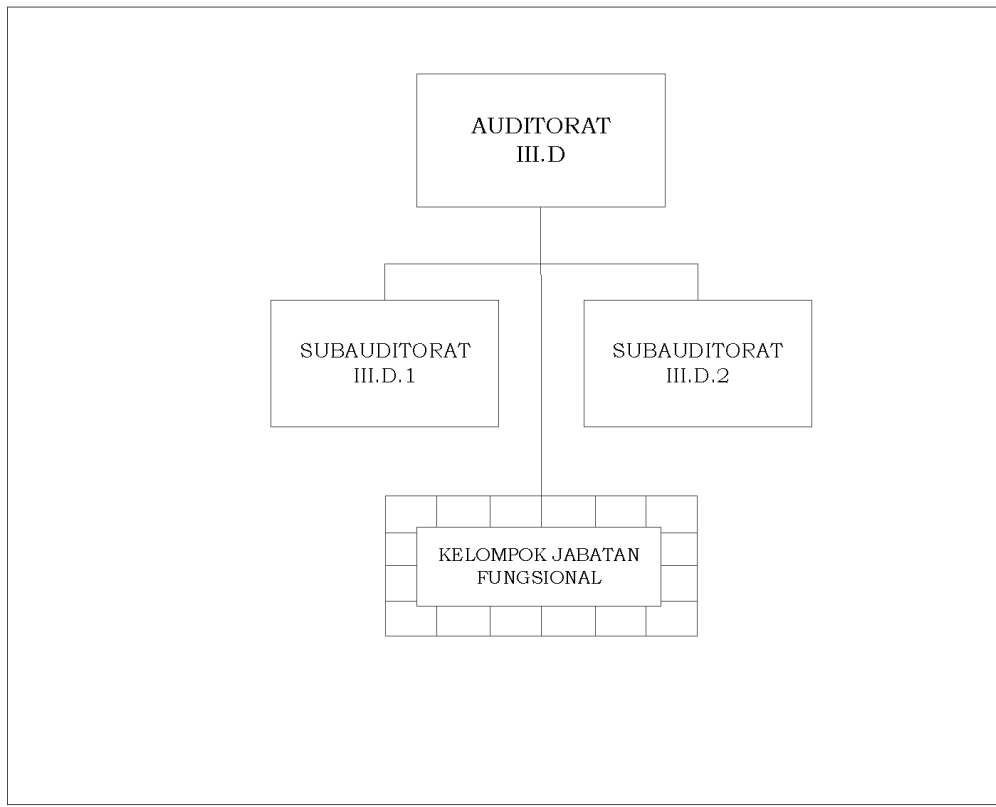 AUDITORAT
III.D
SUBAUDITORAT
III.D.1
SUBAUDITORAT
III.D.2
KELOMPOK JABATAN
FUNGSIONAL